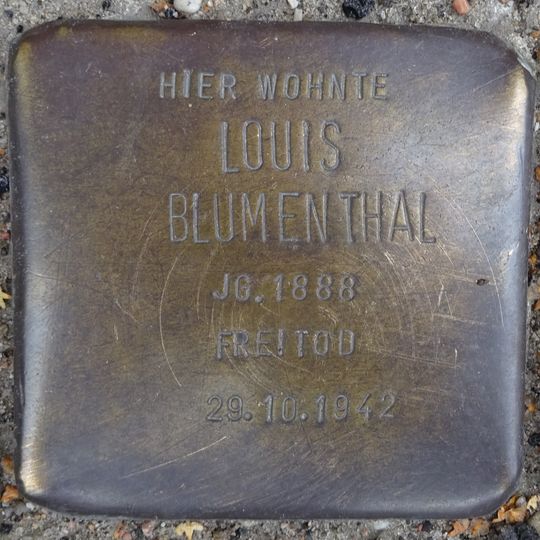 HIER WOHNTE
LOUIS
BLUMENTHAL
JG. 1888
FREITOD
29.10.1942